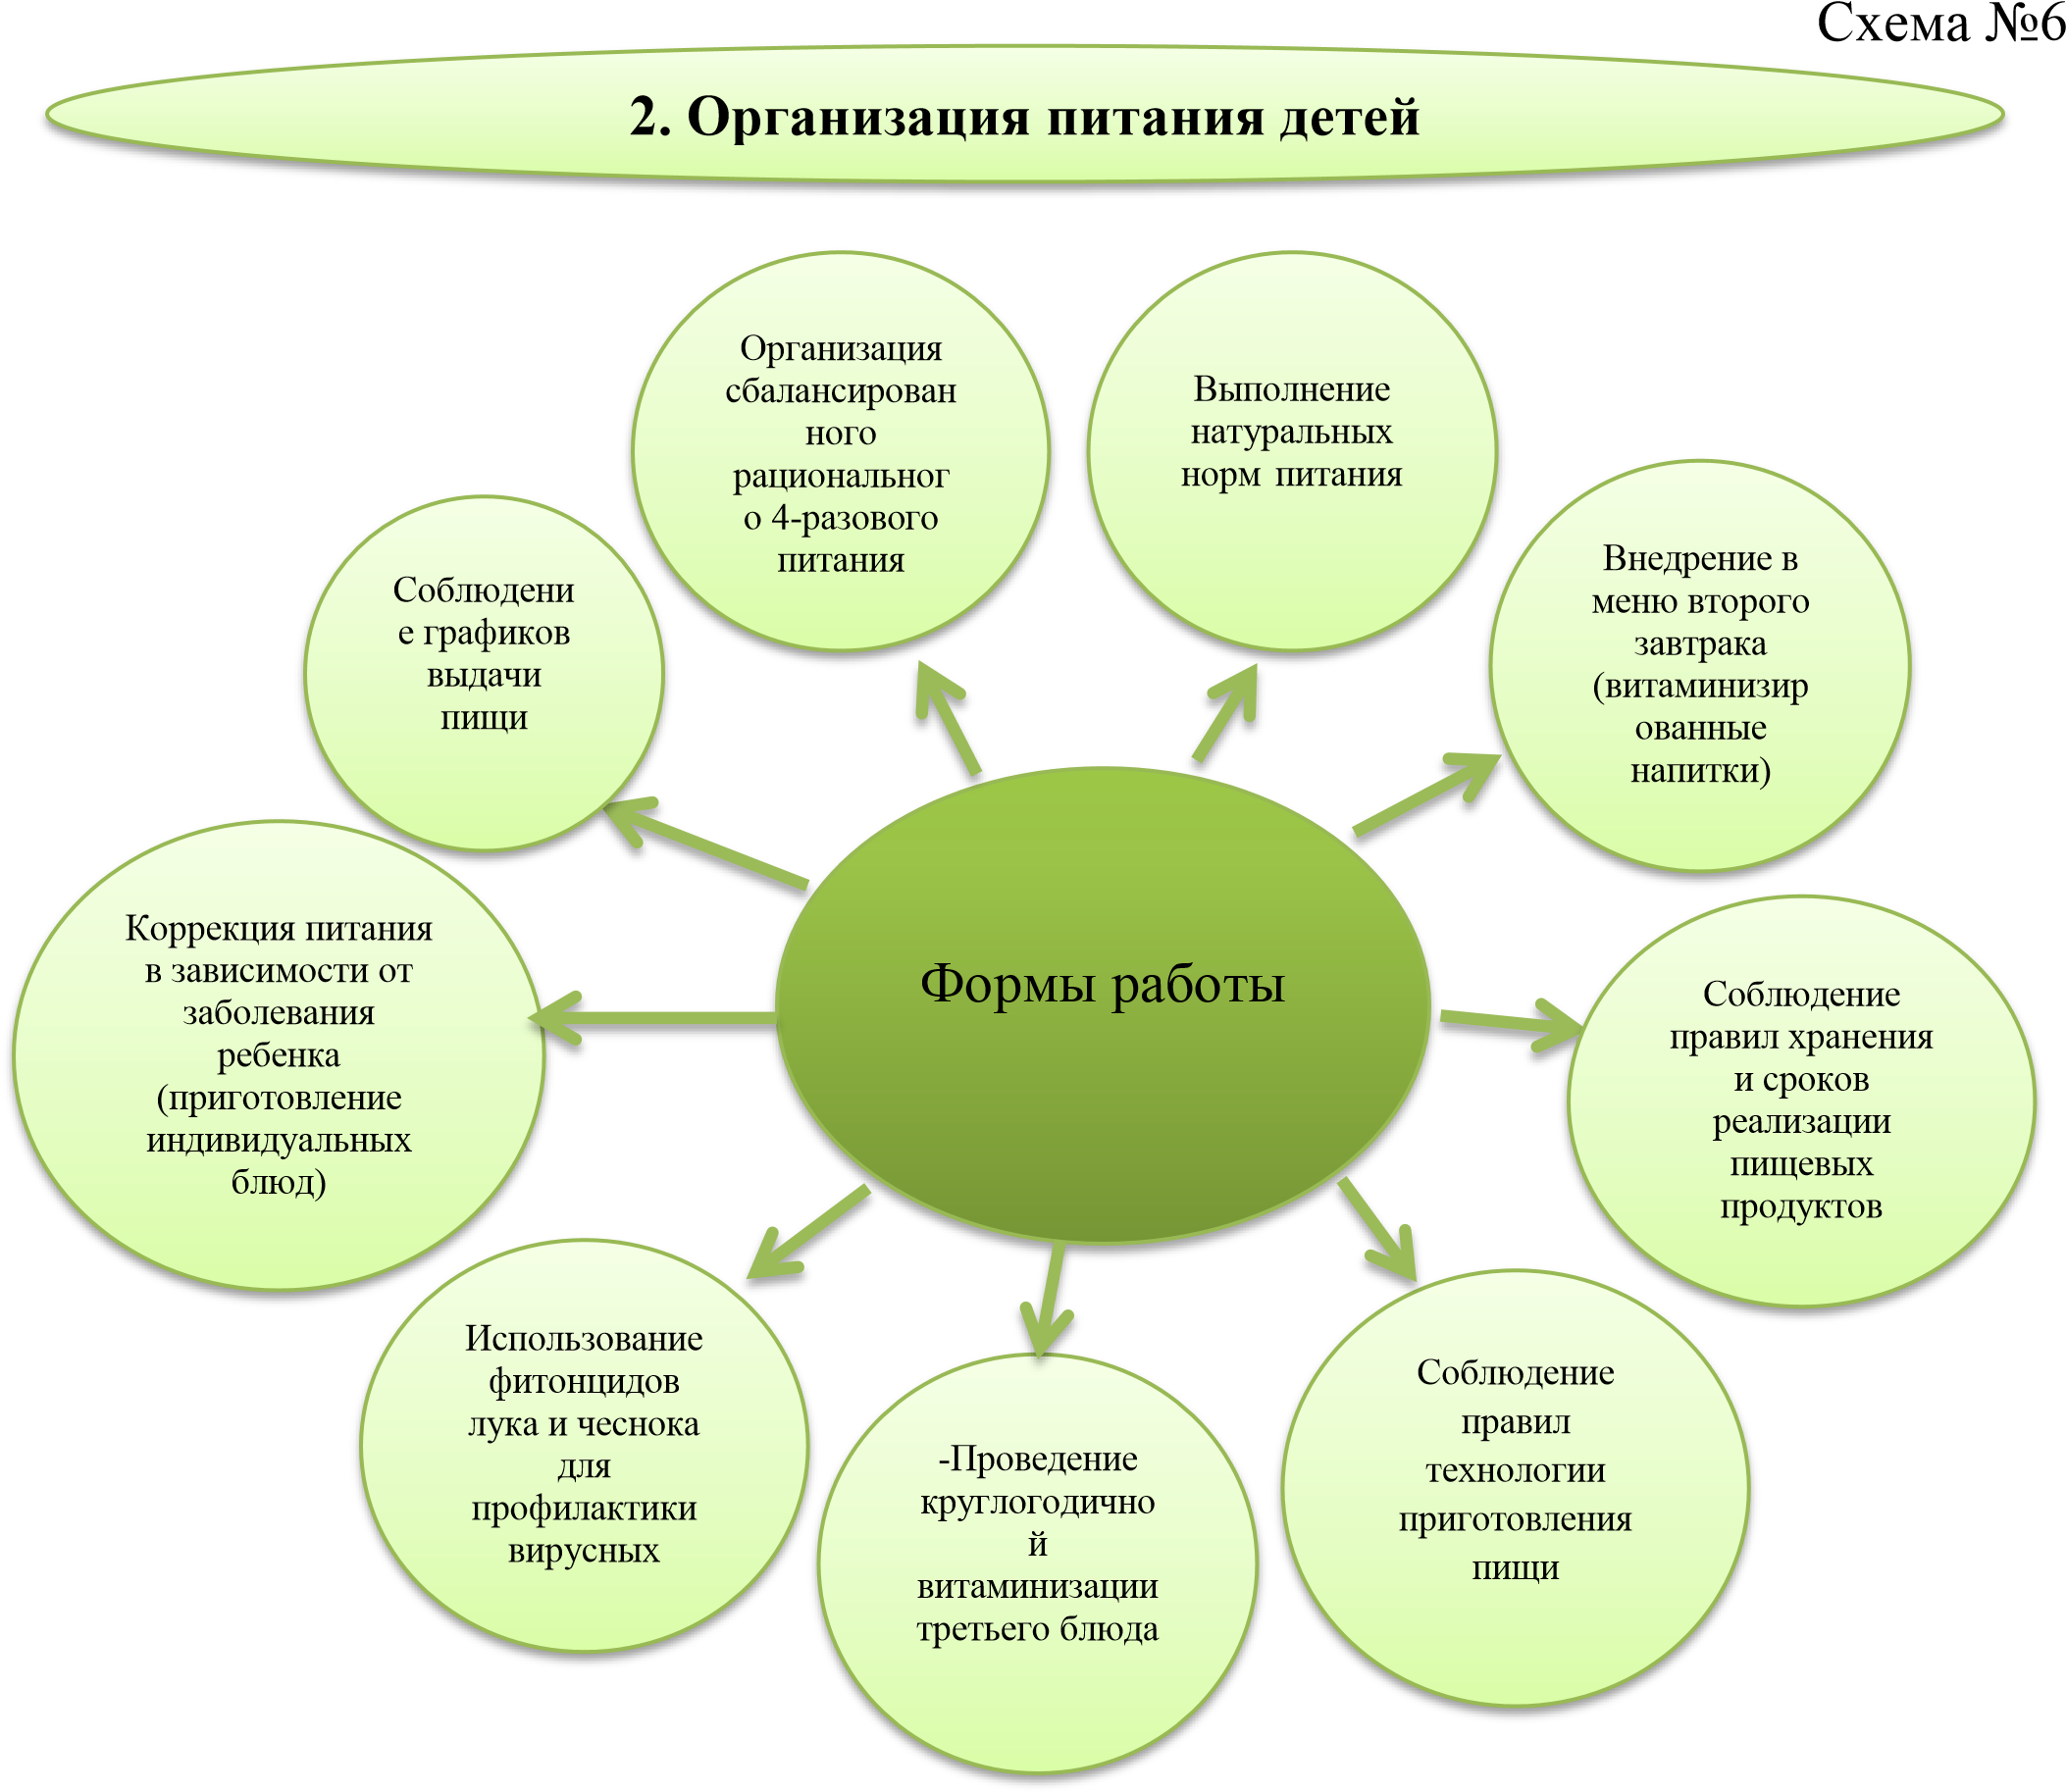 Схема №6
2. Организация питания детей
Организация
сбалансирован
ного
рациональног
о 4-разового
питания
Выполнение
натуральных
норм питания
Внедрение в
меню второго
завтрака
(витаминизир
ованные
напитки)
Соблюдени
е графиков
выдачи
пищи
Коррекция питания
в зависимости от
заболевания
ребенка
(приготовление
индивидуальных
блюд)
Формы работы
Соблюдение
правил хранения
и сроков
реализации
пищевых
продуктов
Использование
фитонцидов
лука и чеснока
для
профилактики
вирусных
-Проведение
круглогодично
й
витаминизации
третьего блюда
Соблюдение
правил
технологии
приготовления
пищи